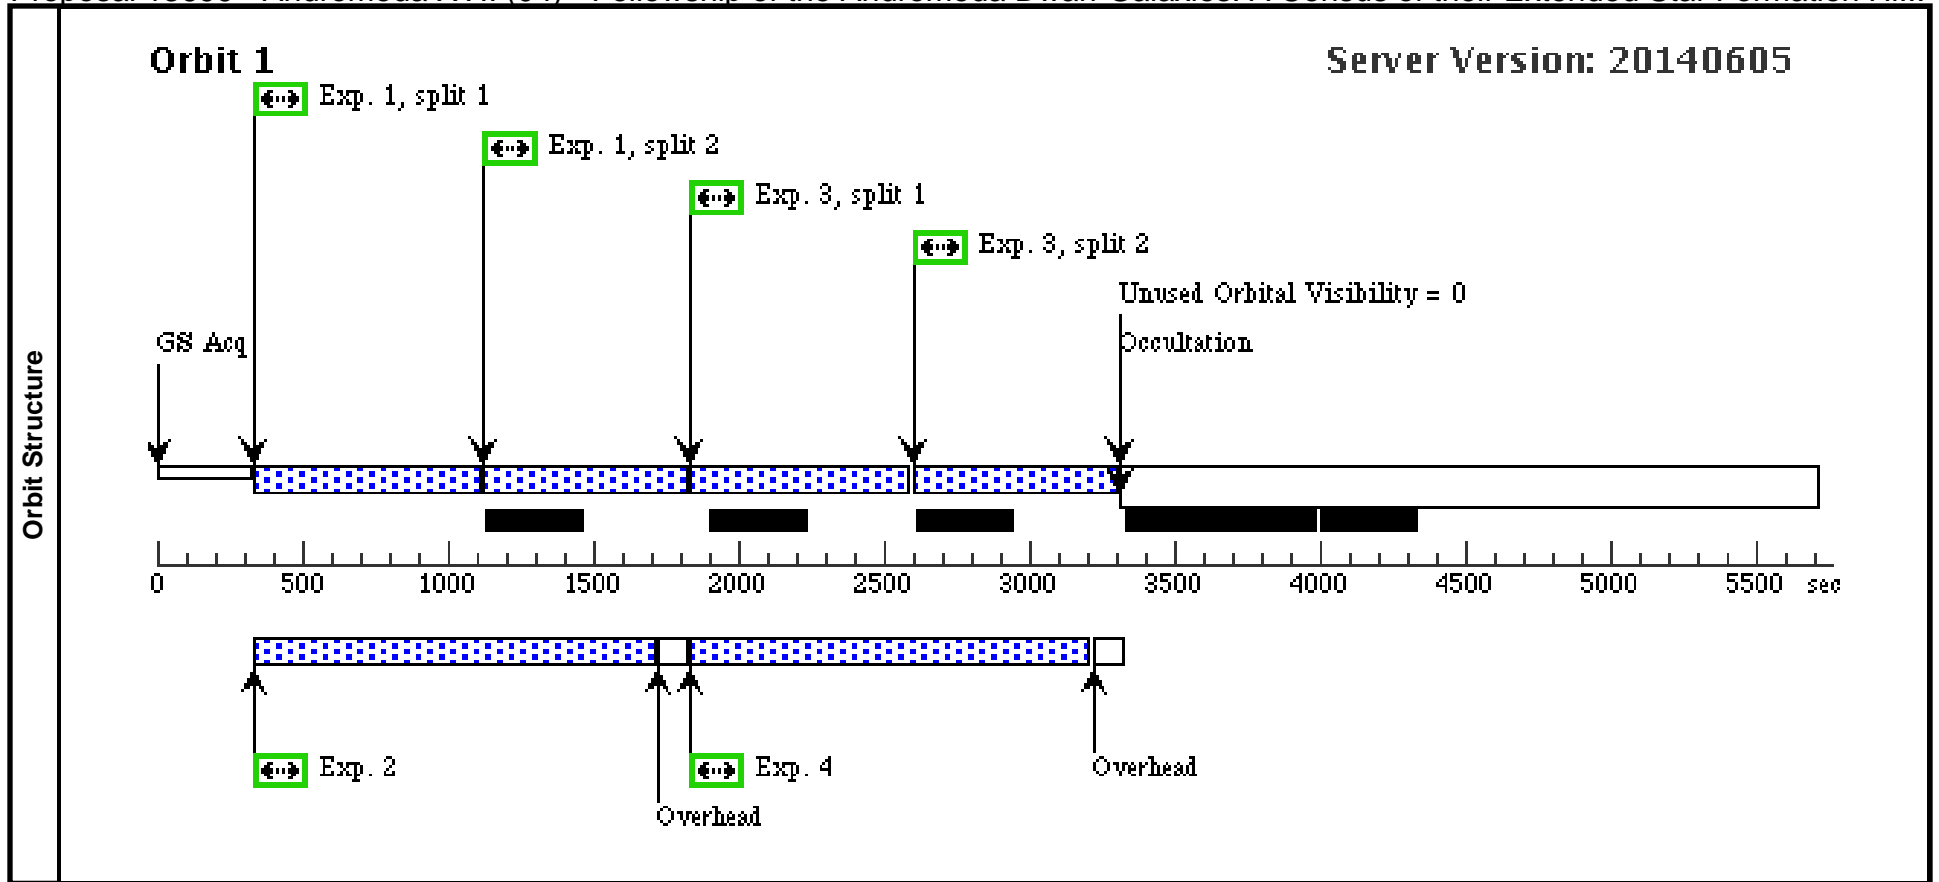 Orbit Structure
Orbit 1
Server Version: 20140605
Exp. 1, split 1
Exp. 1, split 2
Exp. 3, split 1
Exp. 3, split 2
Unused Orbital Visibility = 0
GS Acq
Occultation
0 500 1000 1500 2000 2500 3000 3500 4000 4500 5000 5500 sec
Exp. 2
Exp. 4
Overhead
Overhead